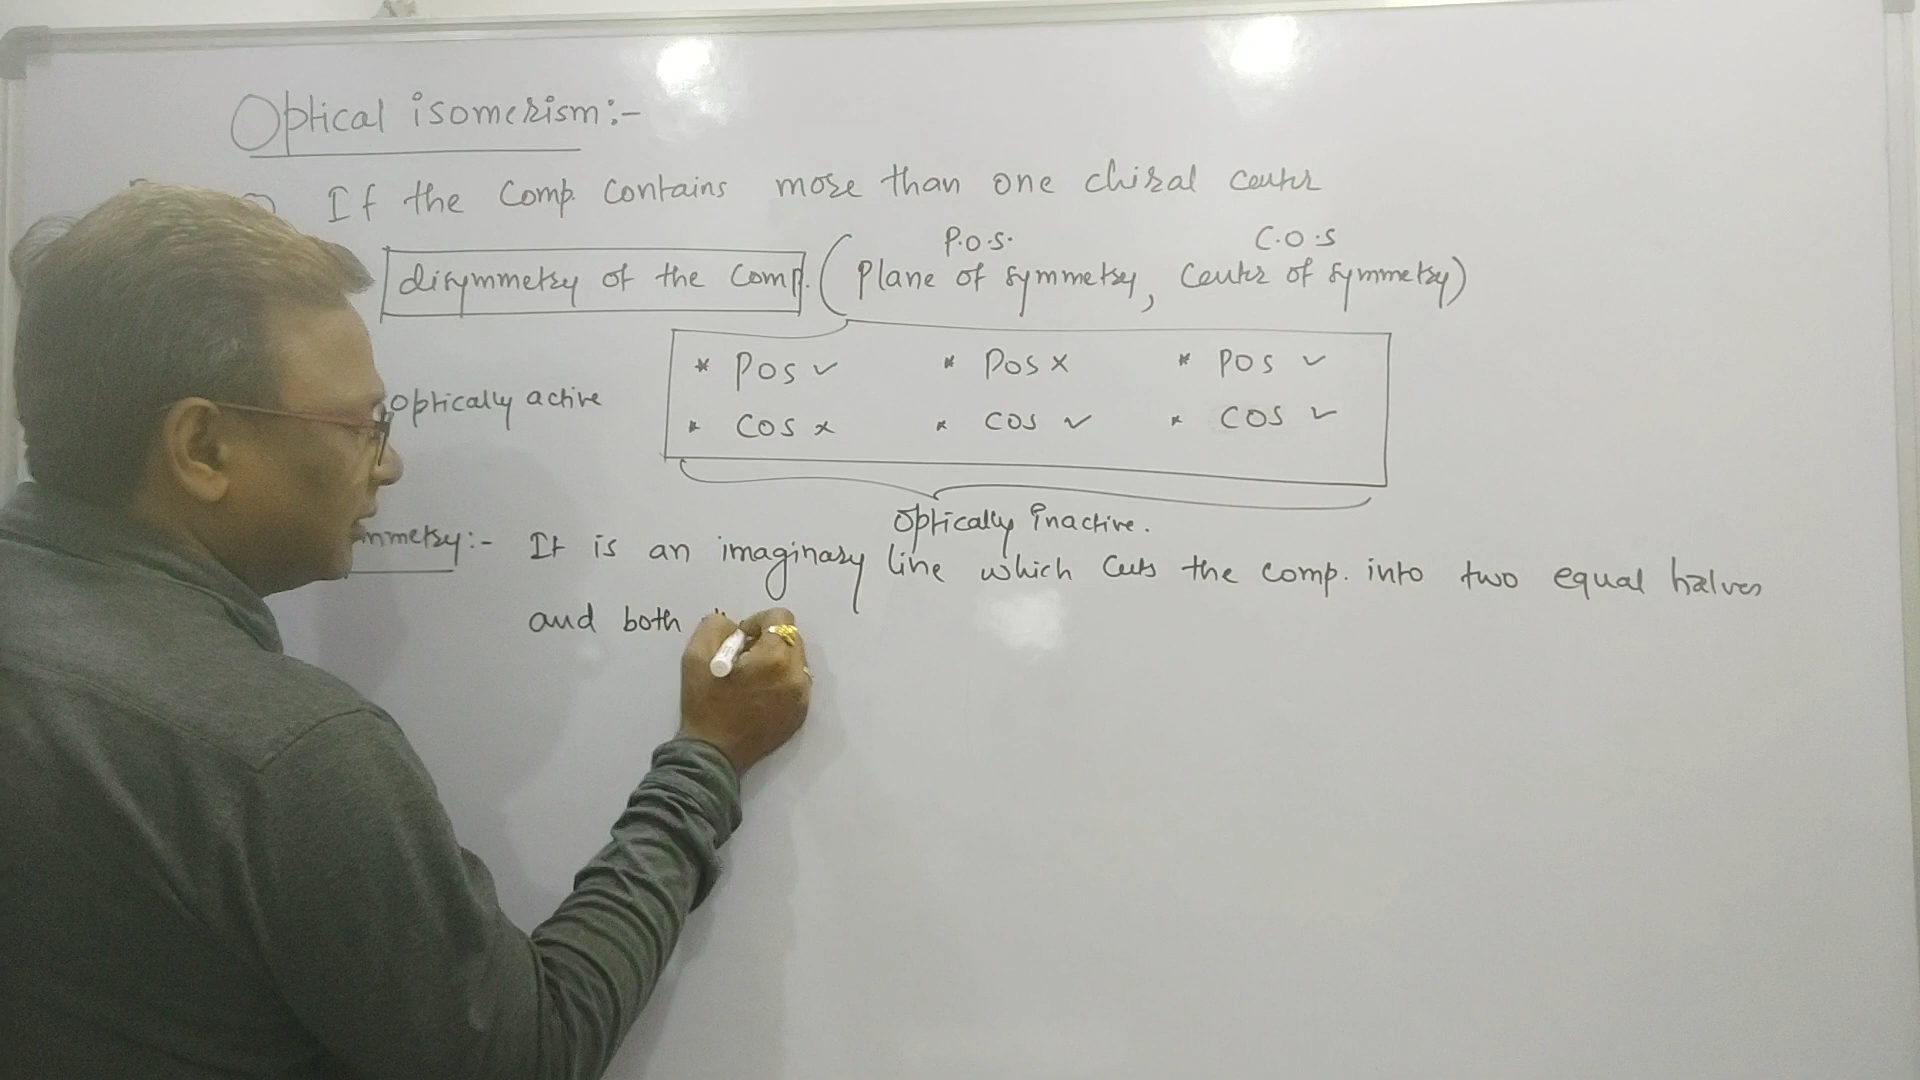 Optical isomerism:-
If the comp. contains more than one chiral center
P.O.S. C.O.S
disymmetry of the comp. (Plane of symmetry, Center of symmetry)
* POS ✓ * POS × * POS ✓
optically active
* COS × * COS ✓ * COS ✓
optically inactive.
mmetry:- It is an imaginary line which cuts the comp. into two equal halves
and both